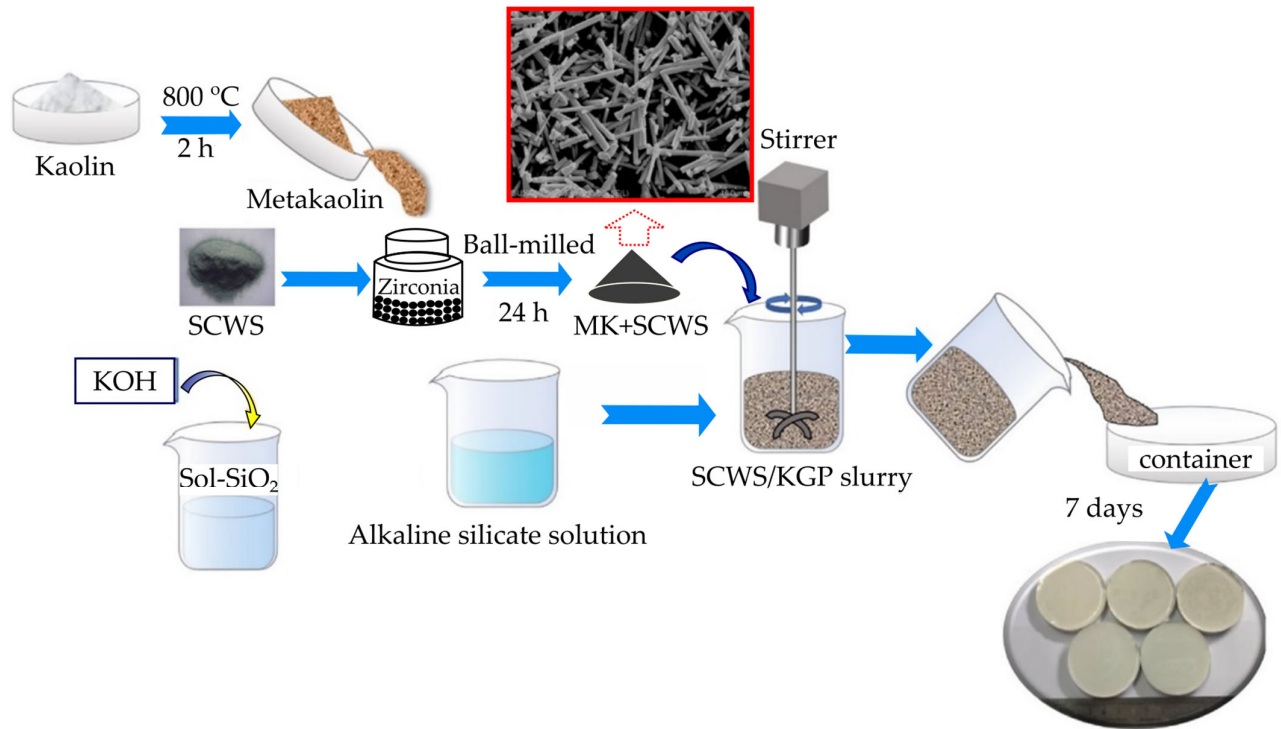 800 ºC
2 h
Kaolin
Metakaolin
Stirrer
SCWS
Zirconia
Ball-milled
24 h
MK+SCWS
KOH
Sol-SiO₂
Alkaline silicate solution
SCWS/KGP slurry
container
7 days